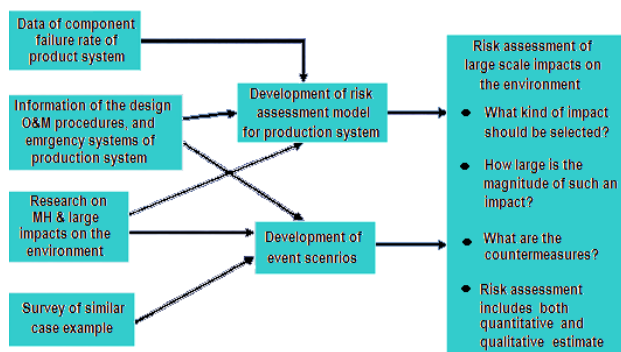 Data of component
failure rate of
product system
Information of the design
O&M procedures, and
emrgency systems of
production system
Research on
MH & large
impacts on the
environment
Survey of similar
case example
Development of risk
assessment model
for production system
Development of
event scenrios
Risk assessment of
large scale impacts on
the environment
What kind of impact
should be selected?
How large is the
magnitude of such an
impact?
What are the
countermeasures?
Risk assessment
includes both
quantitative and
qualitative estimate